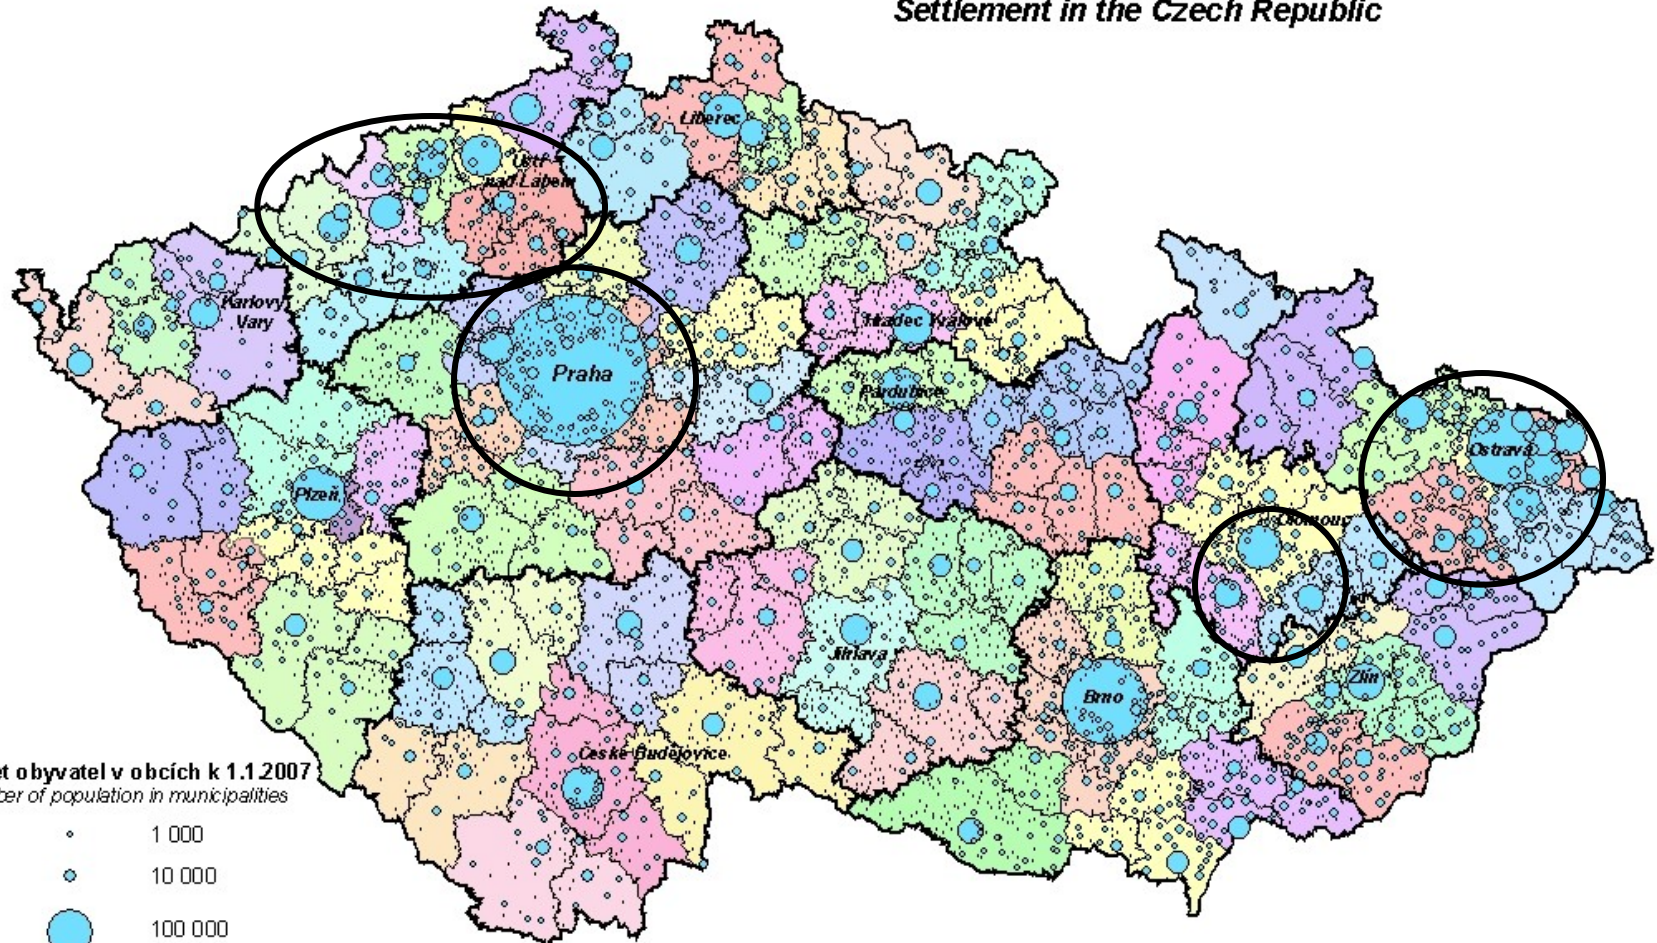 Settlement in the Czech Republic
Liberec
Ústí
nad Labem
Karlovy
Vary
Praha
Hradec Králové
Pardubice
Plzeň
Ostrava
Olomouc
Jihlava
Brno
Zlín
České Budějovice
et obyvatel v obcích k 1.1.2007
ber of population in municipalities
1 000
10 000
100 000